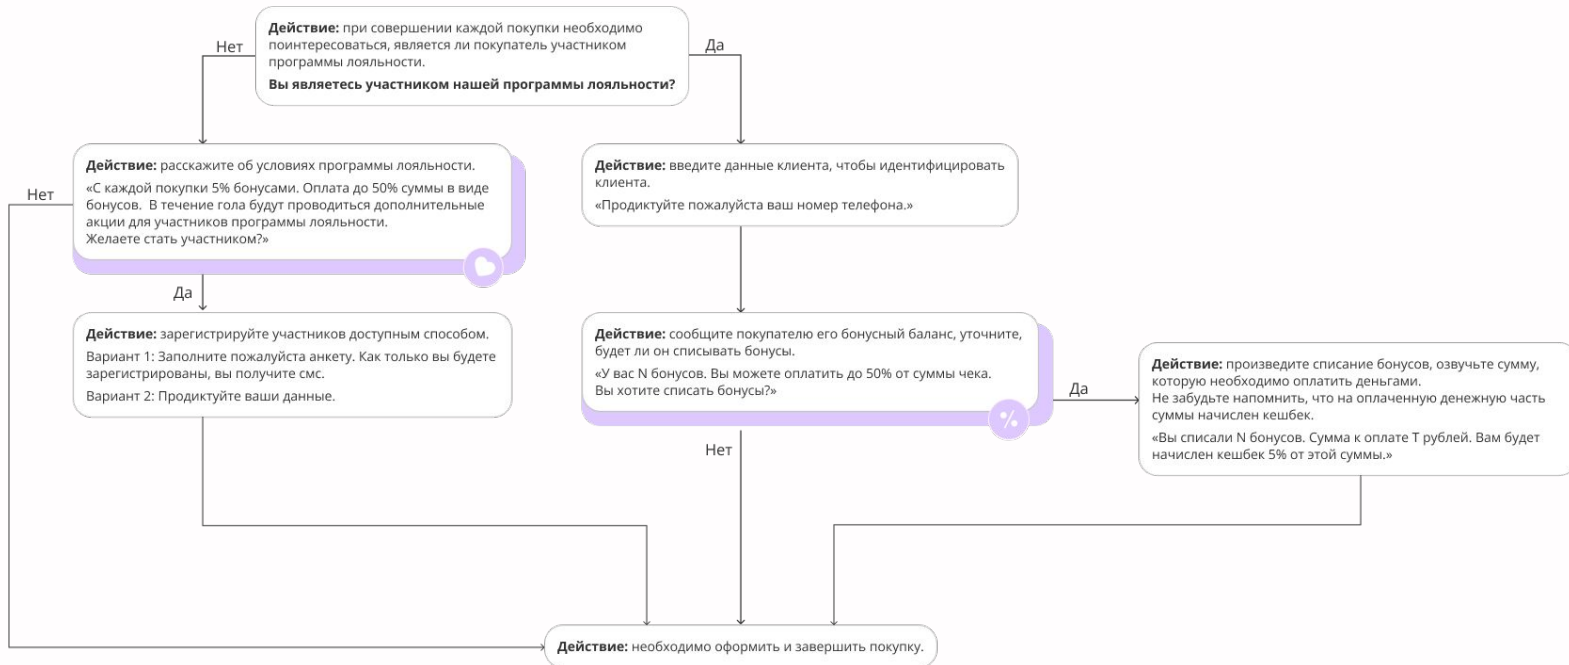 Действие: при совершении каждой покупки необходимо
поинтересоваться, является ли покупатель участником
программы лояльности.
Вы являетесь участником нашей программы лояльности?
Нет
Да
Действие: расскажите об условиях программы лояльности.
«С каждой покупки 5% бонусами. Оплата до 50% суммы в виде
бонусов. В течение гола будут проводиться дополнительные
акции для участников программы лояльности.
Желаете стать участником?»
Нет
Да
Действие: введите данные клиента, чтобы идентифицировать
клиента.
«Продиктуйте пожалуйста ваш номер телефона.»
Действие: зарегистрируйте участников доступным способом.
Вариант 1: Заполните пожалуйста анкету. Как только вы будете
зарегистрированы, вы получите смс.
Вариант 2: Продиктуйте ваши данные.
Действие: сообщите покупателю его бонусный баланс, уточните,
будет ли он списывать бонусы.
«У вас N бонусов. Вы можете оплатить до 50% от суммы чека.
Вы хотите списать бонусы?»
%
Да
Нет
Действие: произведите списание бонусов, озвучьте сумму,
которую необходимо оплатить деньгами.
Не забудьте напомнить, что на оплаченную денежную часть
суммы начислен кешбек.
«Вы списали N бонусов. Сумма к оплате T рублей. Вам будет
начислен кешбек 5% от этой суммы.»
Действие: необходимо оформить и завершить покупку.